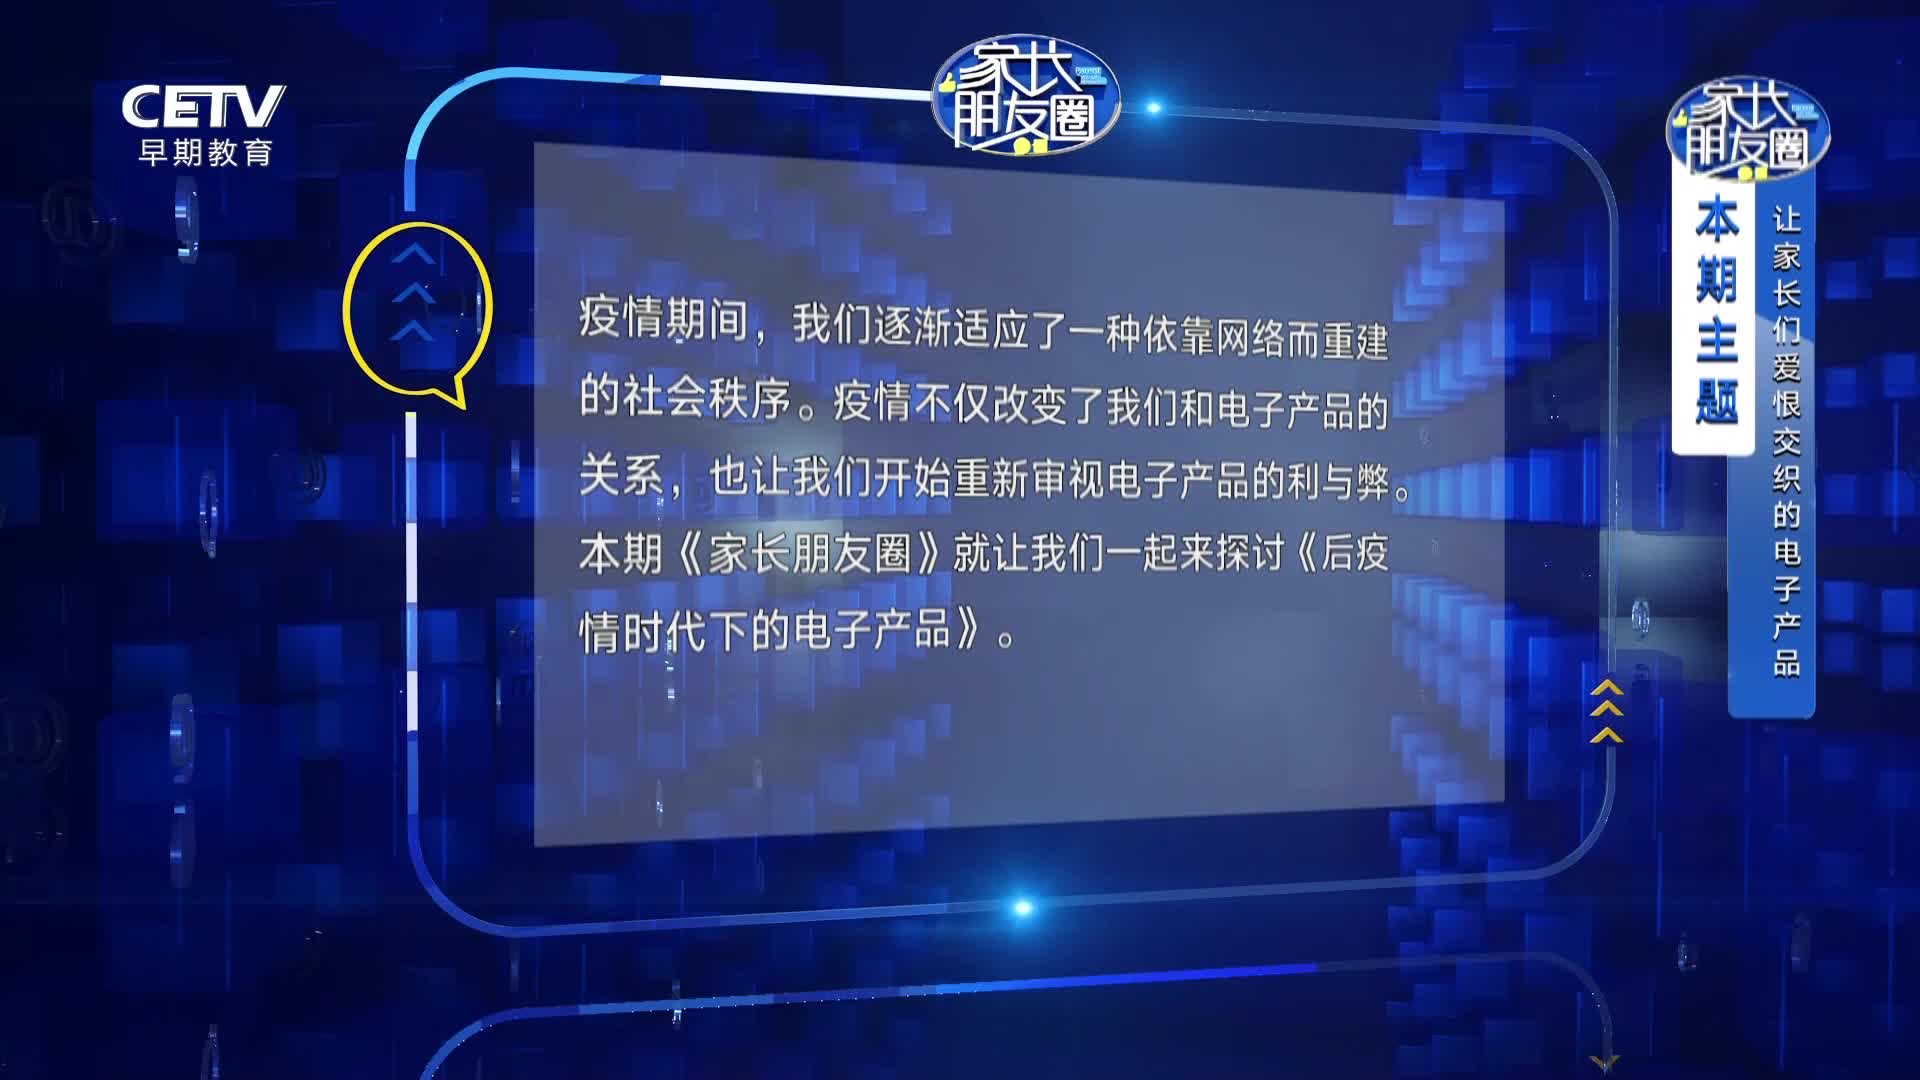 CETV
早期教育
家长
朋友圈
疫情期间，我们逐渐适应了一种依靠网络而重建
的社会秩序。疫情不仅改变了我们和电子产品的
关系，也让我们开始重新审视电子产品的利与弊。
本期《家长朋友圈》就让我们一起来探讨《后疫
情时代下的电子产品》。
家长
朋友圈
本期主题
让家长们爱恨交织的电子产品